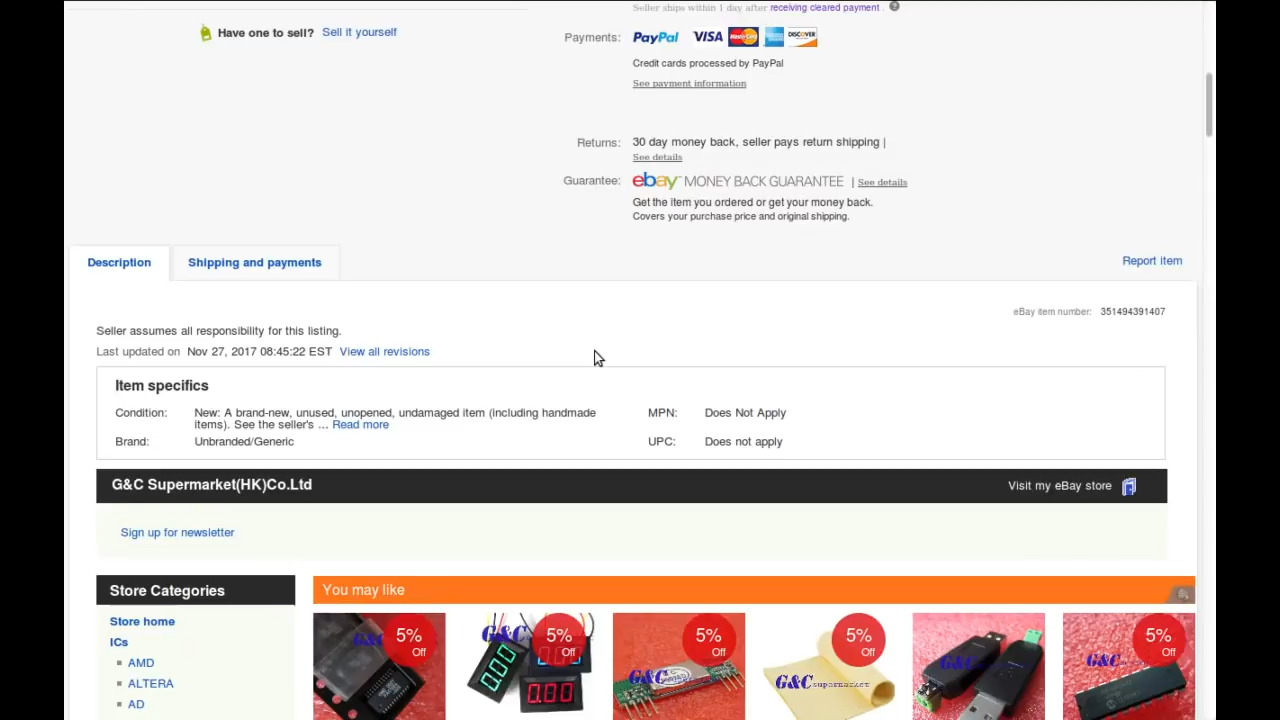 Seller ships within 1 day after receiving cleared payment .
Have one to sell? Sell it yourself
Payments: PayPal VISA MasterCard DISCOVER
Credit cards processed by PayPal
See payment information
Returns: 30 day money back, seller pays return shipping |
See details
Guarantee: ebay MONEY BACK GUARANTEE | See details
Get the item you ordered or get your money back.
Covers your purchase price and original shipping.
Description Shipping and payments Report item
eBay item number: 351494391407
Seller assumes all responsibility for this listing.
Last updated on Nov 27, 2017 08:45:22 EST View all revisions
Item specifics
Condition: New: A brand-new, unused, unopened, undamaged item (including handmade
items). See the seller's ... Read more
MPN: Does Not Apply
Brand: Unbranded/Generic UPC: Does not apply
G&C Supermarket(HK)Co.Ltd Visit my eBay store
Sign up for newsletter
Store Categories
You may like
Store home
ICs
AMD
ALTERA
AD
G&C 5% Off
G&C 5% Off
G&C 5% Off
G&C supermarket 5% Off
G&C 5% Off